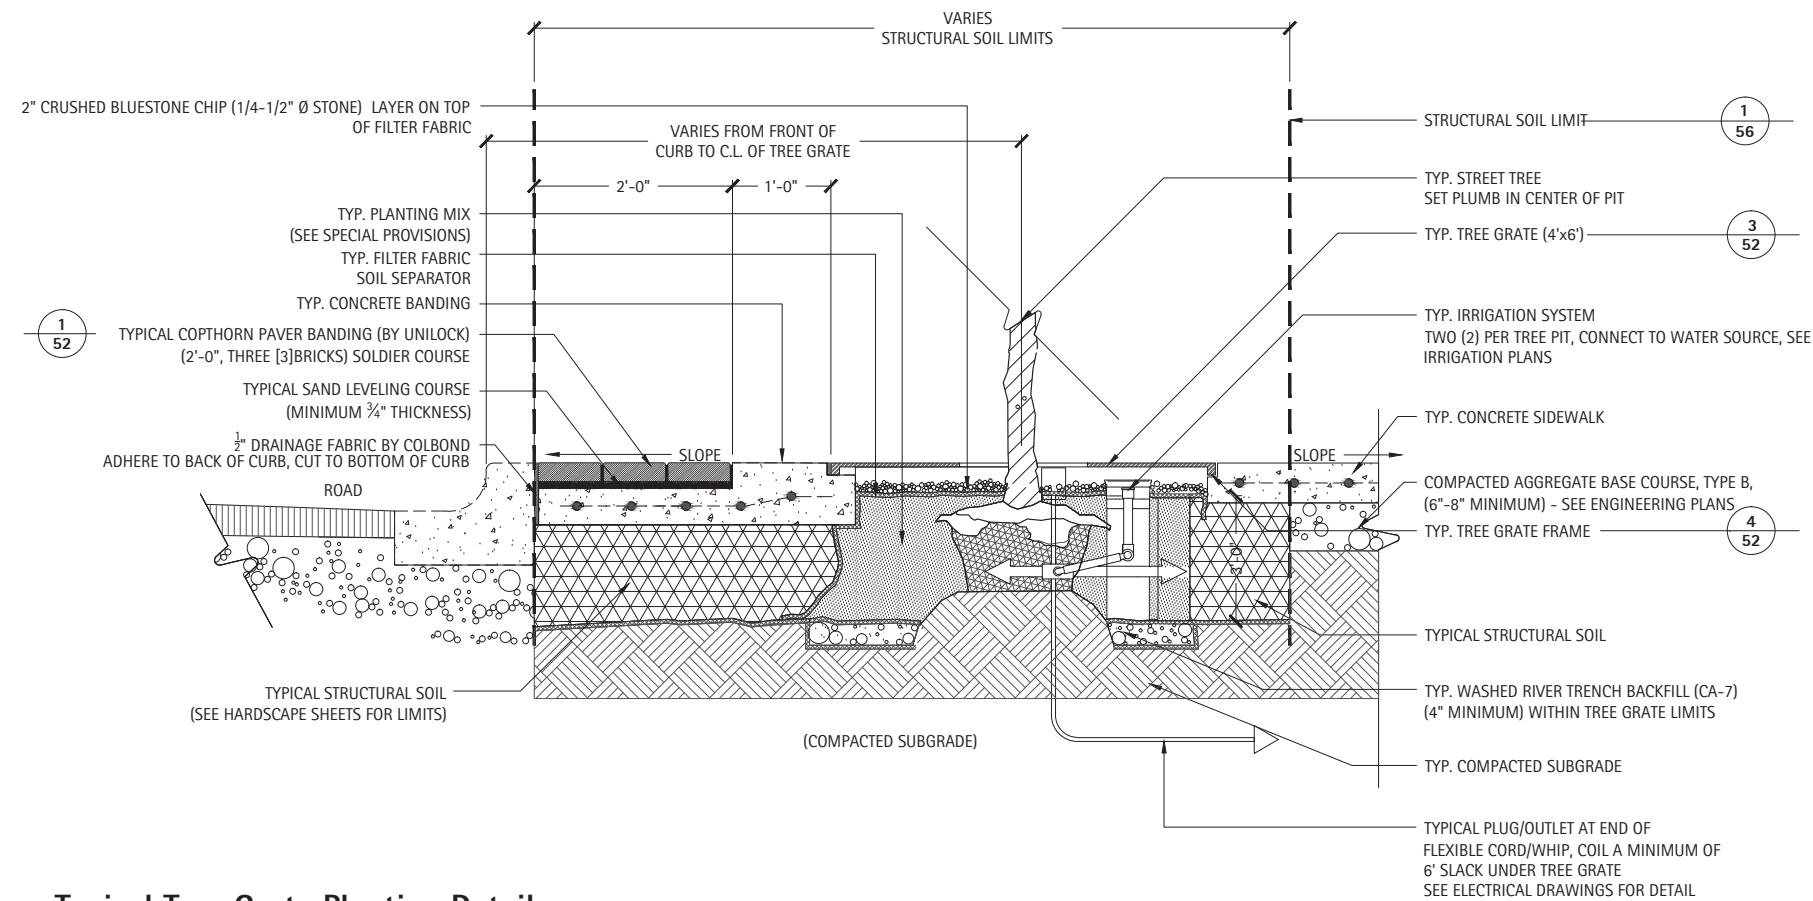 VARIES
STRUCTURAL SOIL LIMITS
2" CRUSHED BLUESTONE CHIP (1/4-1/2" Ø STONE) LAYER ON TOP
OF FILTER FABRIC
VARIES FROM FRONT OF
CURB TO C.L. OF TREE GRATE
2'-0"
1'-0"
TYP. PLANTING MIX
(SEE SPECIAL PROVISIONS)
TYP. FILTER FABRIC
SOIL SEPARATOR
TYP. CONCRETE BANDING
1
52
TYPICAL COPTHORN PAVER BANDING (BY UNILOCK)
(2'-0", THREE [3]BRICKS) SOLDIER COURSE
TYPICAL SAND LEVELING COURSE
(MINIMUM ¾" THICKNESS)
½" DRAINAGE FABRIC BY COLBOND
ADHERE TO BACK OF CURB, CUT TO BOTTOM OF CURB
ROAD
SLOPE
SLOPE
3'-0"
TYPICAL STRUCTURAL SOIL
(SEE HARDSCAPE SHEETS FOR LIMITS)
(COMPACTED SUBGRADE)
STRUCTURAL SOIL LIMIT
1
56
TYP. STREET TREE
SET PLUMB IN CENTER OF PIT
TYP. TREE GRATE (4'x6')
3
52
TYP. IRRIGATION SYSTEM
TWO (2) PER TREE PIT, CONNECT TO WATER SOURCE, SEE
IRRIGATION PLANS
TYP. CONCRETE SIDEWALK
COMPACTED AGGREGATE BASE COURSE, TYPE B,
(6"-8" MINIMUM) - SEE ENGINEERING PLANS
TYP. TREE GRATE FRAME
4
52
TYPICAL STRUCTURAL SOIL
TYP. WASHED RIVER TRENCH BACKFILL (CA-7)
(4" MINIMUM) WITHIN TREE GRATE LIMITS
TYP. COMPACTED SUBGRADE
TYPICAL PLUG/OUTLET AT END OF
FLEXIBLE CORD/WHIP, COIL A MINIMUM OF
6' SLACK UNDER TREE GRATE
SEE ELECTRICAL DRAWINGS FOR DETAIL
Typical Tree Grate Planting Detail